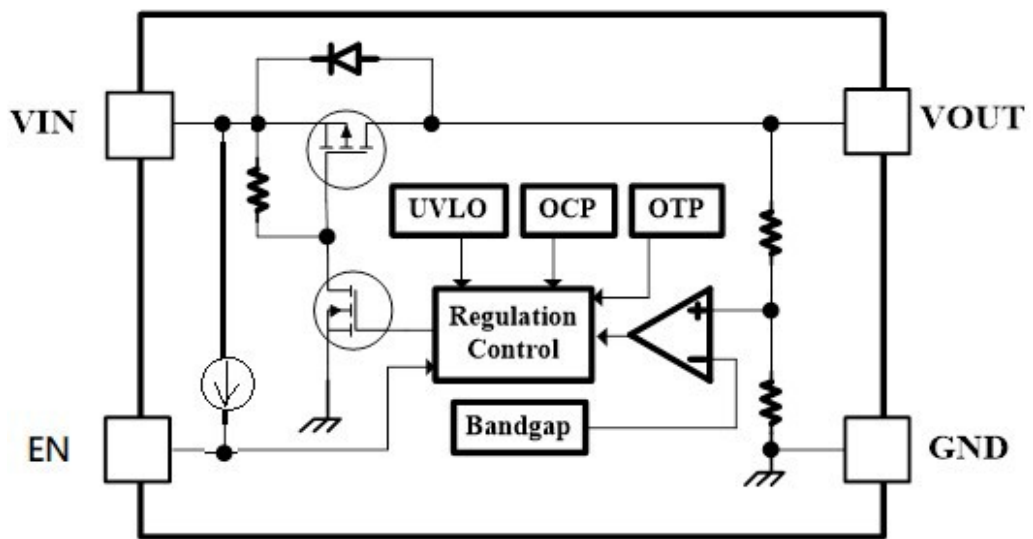 VIN
VOUT
UVLO
OCP
OTP
Regulation
Control
+
−
Bandgap
EN
GND